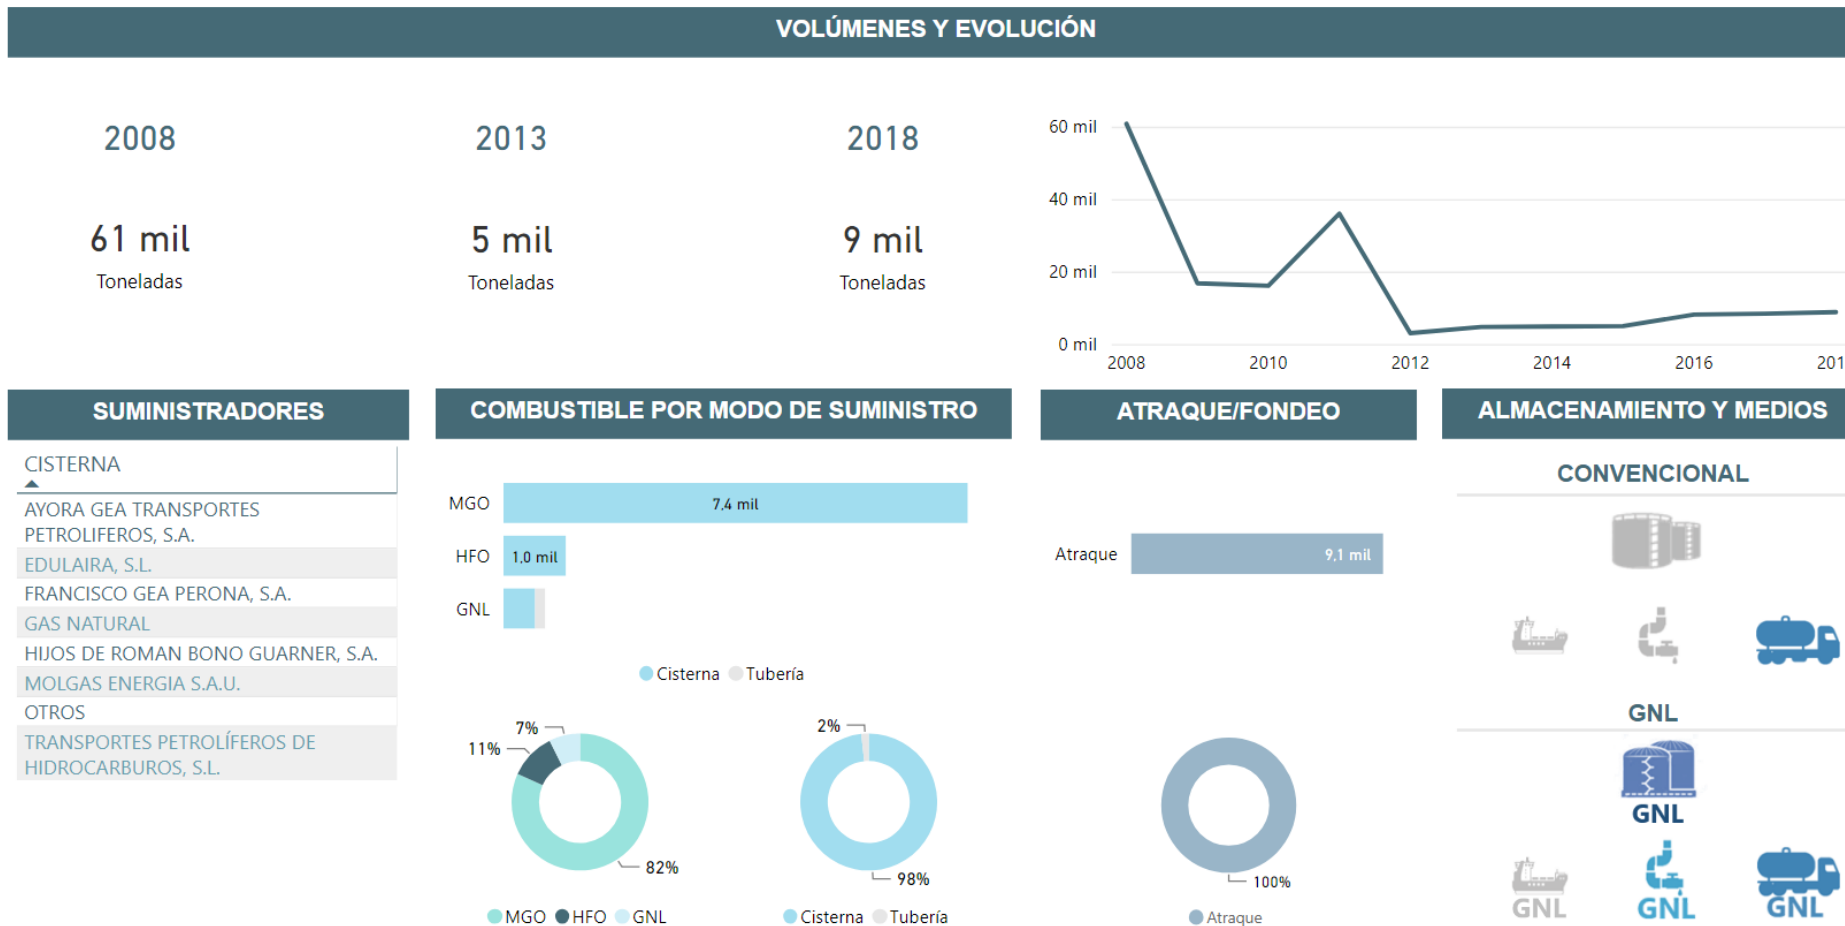 VOLÚMENES Y EVOLUCIÓN
2008
2013
2018
61 mil
5 mil
9 mil
Toneladas
Toneladas
Toneladas
60 mil
40 mil
20 mil
0 mil
2008
2010
2012
2014
2016
201
SUMINISTRADORES
CISTERNA
AYORA GEA TRANSPORTES
PETROLIFEROS, S.A.
EDULAIRA, S.L.
FRANCISCO GEA PERONA, S.A.
GAS NATURAL
HIJOS DE ROMAN BONO GUARNER, S.A.
MOLGAS ENERGIA S.A.U.
OTROS
TRANSPORTES PETROLÍFEROS DE
HIDROCARBUROS, S.L.
COMBUSTIBLE POR MODO DE SUMINISTRO
MGO
7,4 mil
HFO
1,0 mil
GNL
Cisterna
Tubería
7%
11%
82%
MGO
HFO
GNL
2%
98%
Cisterna
Tubería
ATRAQUE/FONDEO
Atraque
9,1 mil
100%
Atraque
ALMACENAMIENTO Y MEDIOS
CONVENCIONAL
GNL
GNL
GNL
GNL
GNL